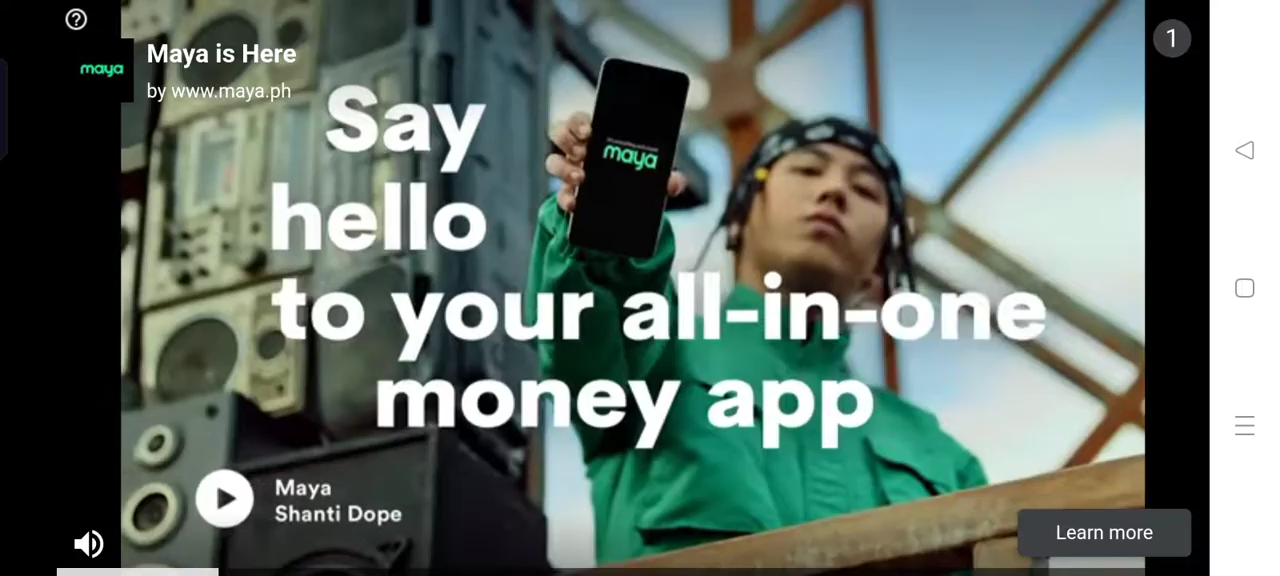 Maya is Here
maya
by www.maya.ph
1
Say
hello
to your all-in-one
money app
maya
Maya
Shanti Dope
Learn more